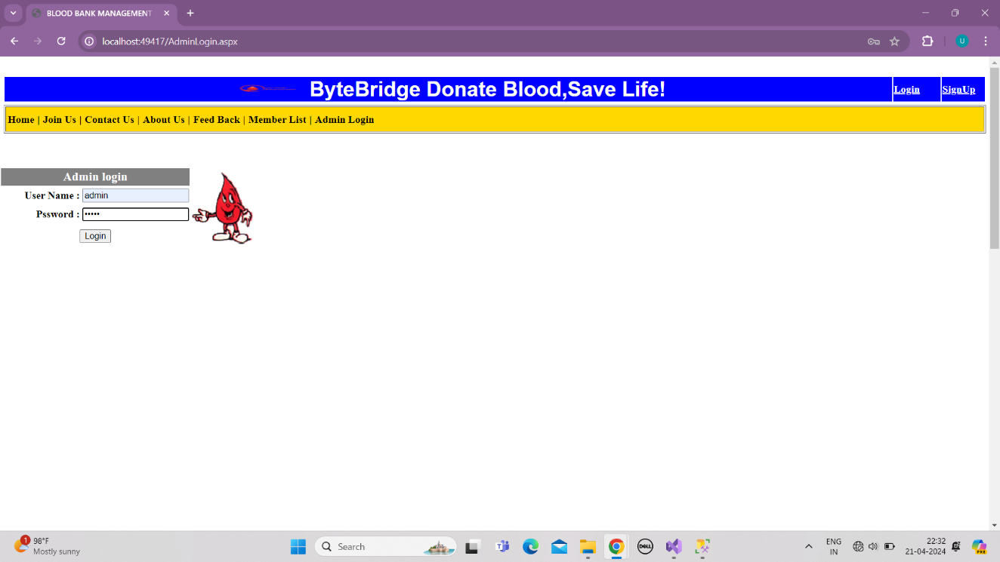 BLOOD BANK MANAGEMENT
localhost:49417/AdminLogin.aspx
U
ByteBridge Donate Blood,Save Life!
Login
SignUp
Home | Join Us | Contact Us | About Us | Feed Back | Member List | Admin Login
Admin login
User Name : admin
Pssword : •••••
Login
1
98°F
Mostly sunny
Search
DELL
PRE
ENG
IN
22:32
21-04-2024